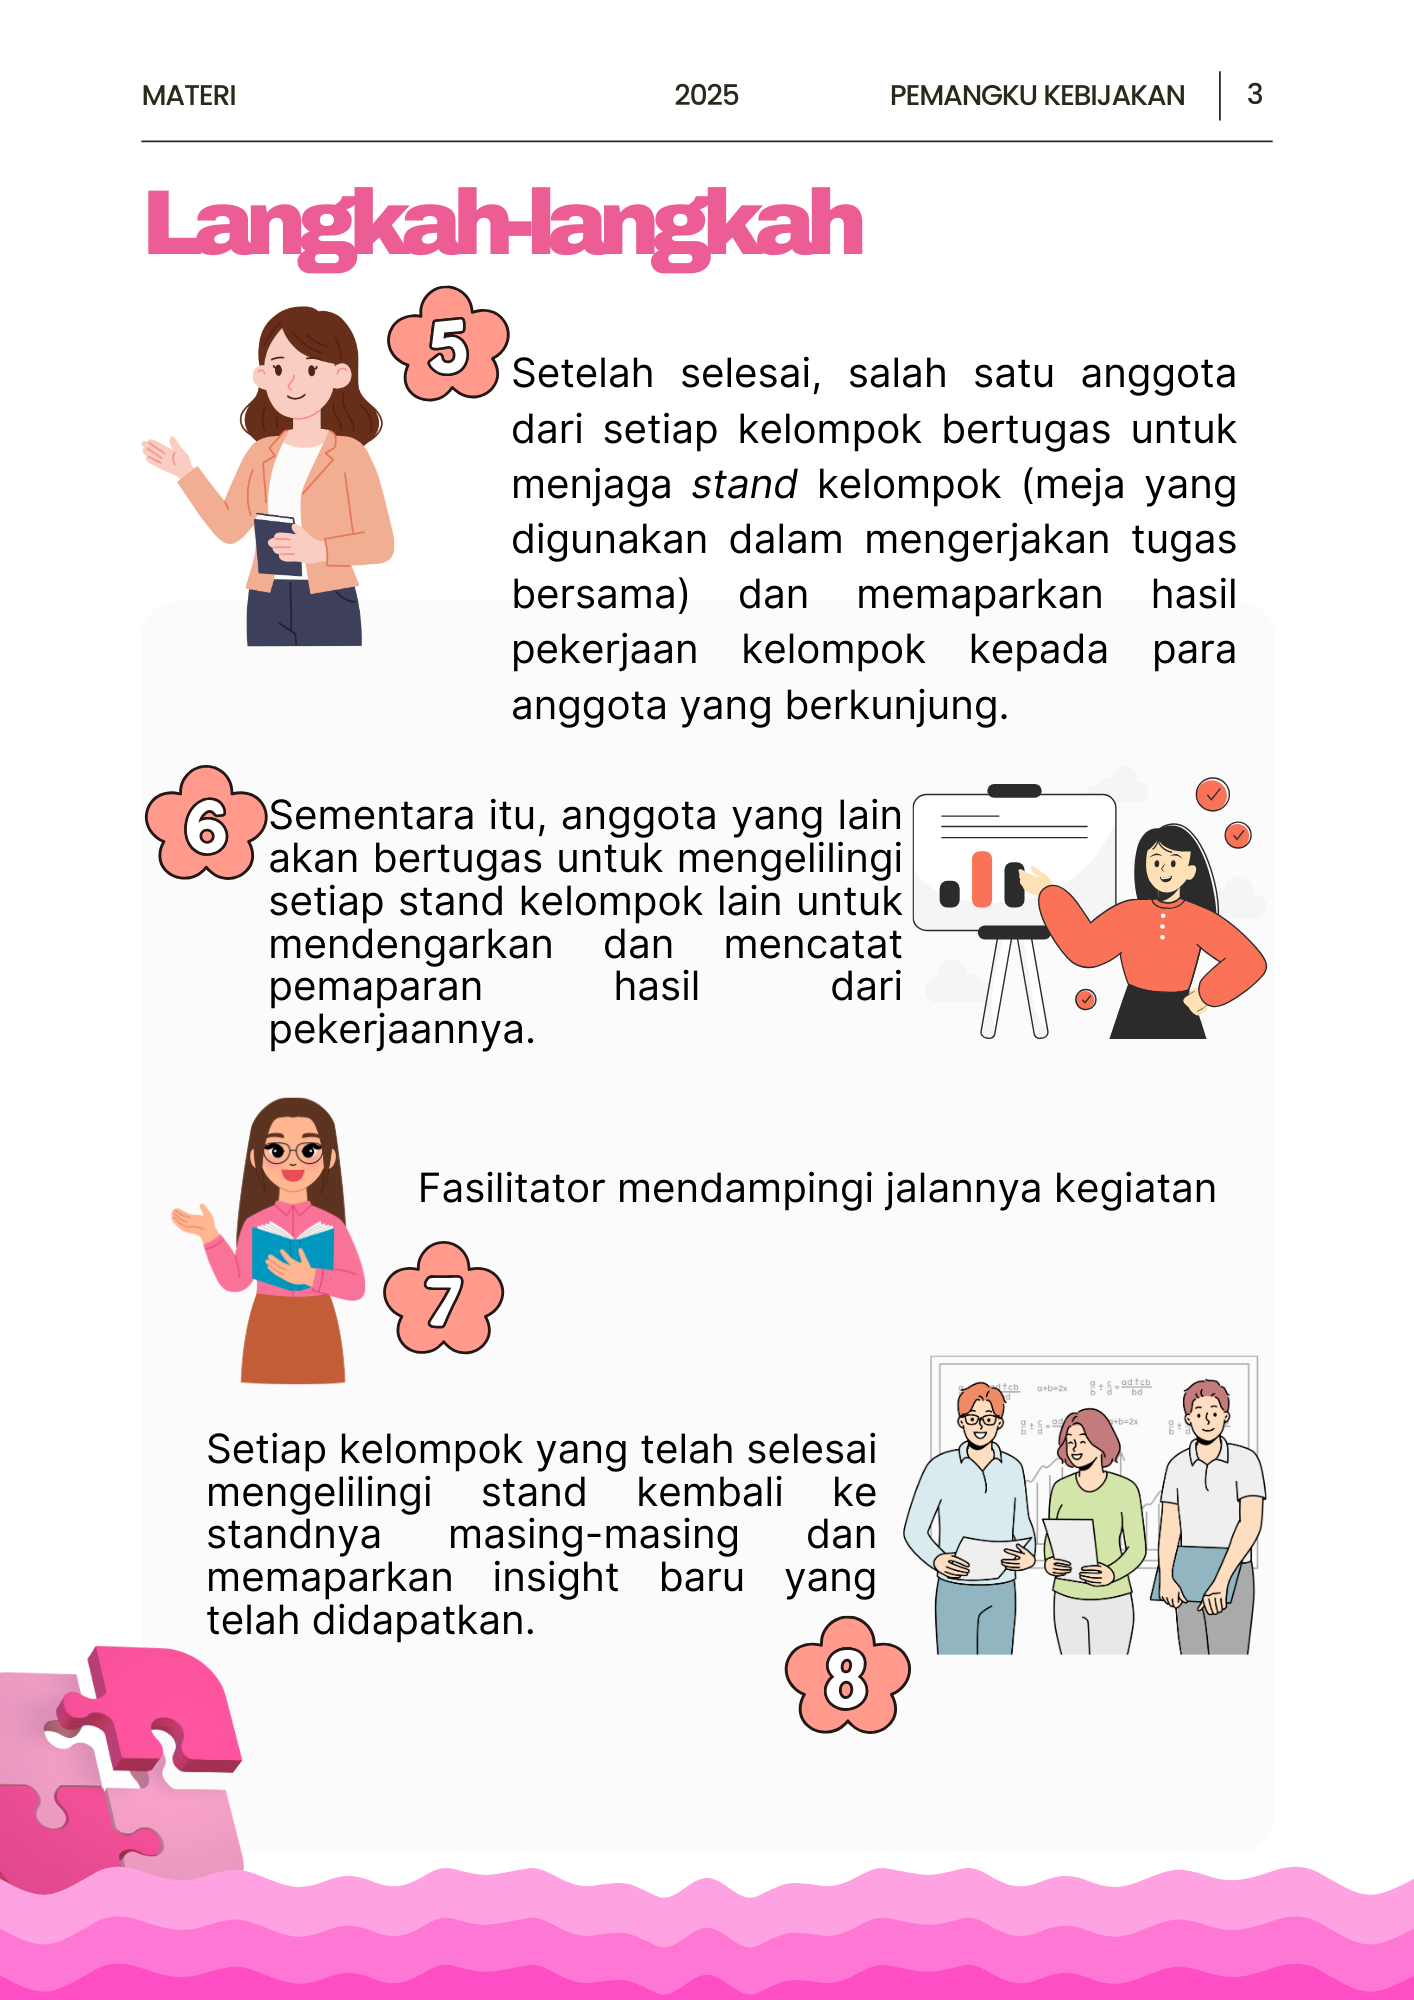 MATERI 2025 PEMANGKU KEBIJAKAN 3
Langkah-langkah
5
Setelah selesai, salah satu anggota
dari setiap kelompok bertugas untuk
menjaga stand kelompok (meja yang
digunakan dalam mengerjakan tugas
bersama) dan memaparkan hasil
pekerjaan kelompok kepada para
anggota yang berkunjung.
6
Sementara itu, anggota yang lain
akan bertugas untuk mengelilingi
setiap stand kelompok lain untuk
mendengarkan dan mencatat
pemaparan hasil dari
pekerjaannya.
Fasilitator mendampingi jalannya kegiatan
7
a+b=2x
Setiap kelompok yang telah selesai
mengelilingi stand kembali ke
standnya masing-masing dan
memaparkan insight baru yang
telah didapatkan.
8